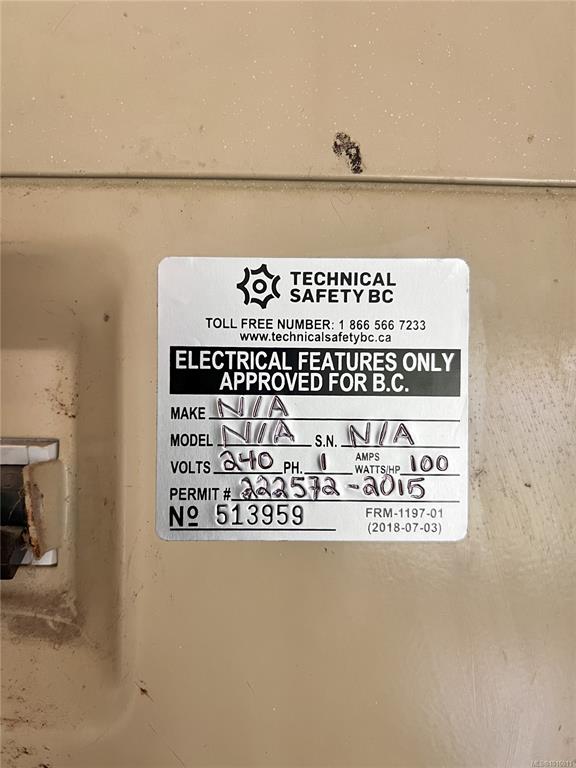 TECHNICAL
SAFETY BC
TOLL FREE NUMBER: 1 866 566 7233
www.technicalsafetybc.ca
ELECTRICAL FEATURES ONLY
APPROVED FOR B.C.
MAKE N/A
MODEL N/A S.N. N/A
VOLTS 240 PH. 1 AMPS WATTS/HP 100
PERMIT # 222572-2015
Nº 513959
FRM-1197-01
(2018-07-03)